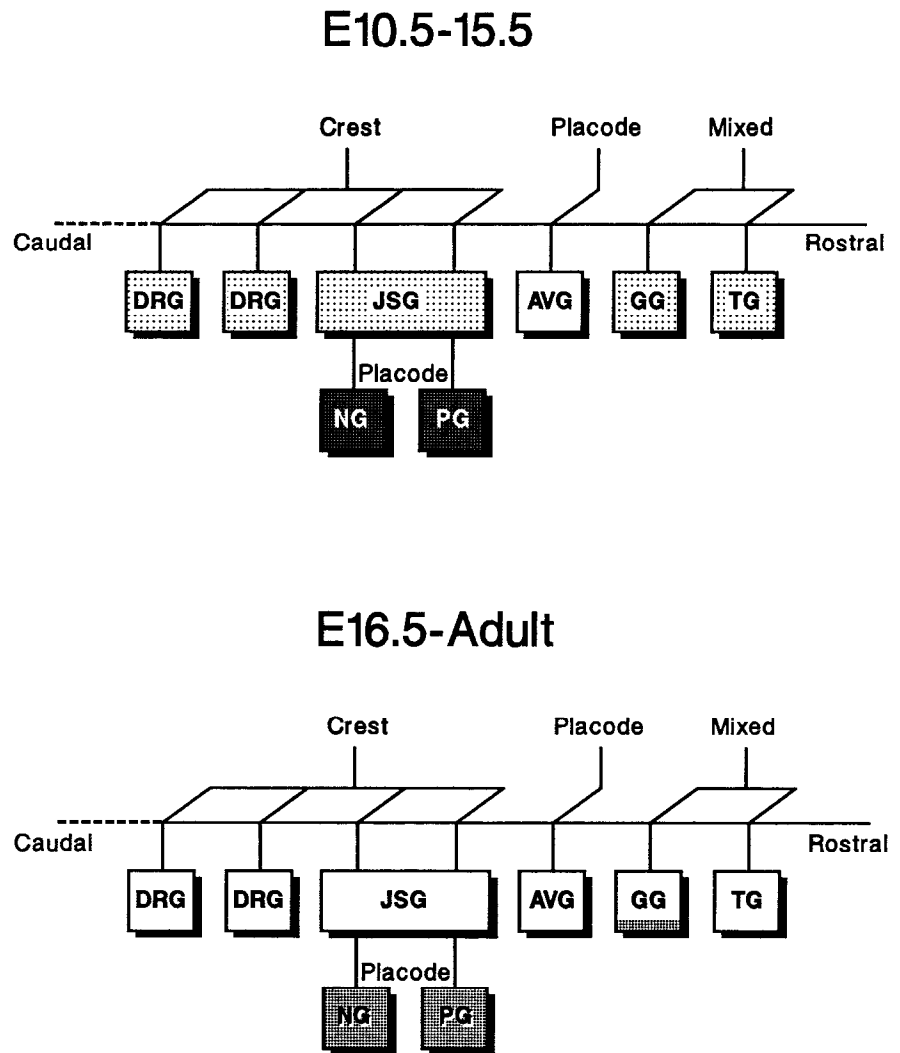 E10.5-15.5
Crest Placode Mixed
Caudal Rostral
DRG DRG JSG AVG GG TG
Placode
NG PG
E16.5-Adult
Crest Placode Mixed
Caudal Rostral
DRG DRG JSG AVG GG TG
Placode
NG PG